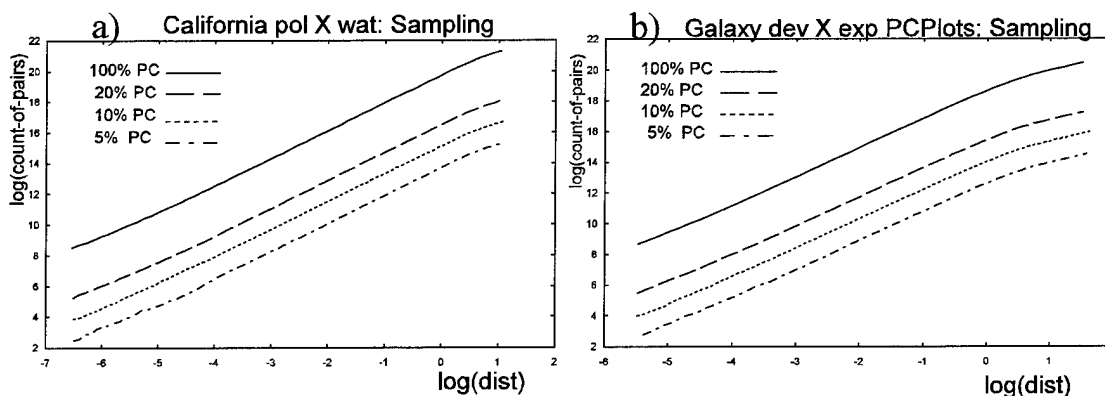 a) California pol X wat: Sampling
22
20
18
16
14
12
10
8
6
4
2
log(count-of-pairs)
100% PC
20% PC
10% PC
5% PC
-7 -6 -5 -4 -3 -2 -1 0 1 2
log(dist)
b) Galaxy dev X exp PCPlots: Sampling
22
20
18
16
14
12
10
8
6
4
2
log(count-of-pairs)
100% PC
20% PC
10% PC
5% PC
-6 -5 -4 -3 -2 -1 0 1
log(dist)